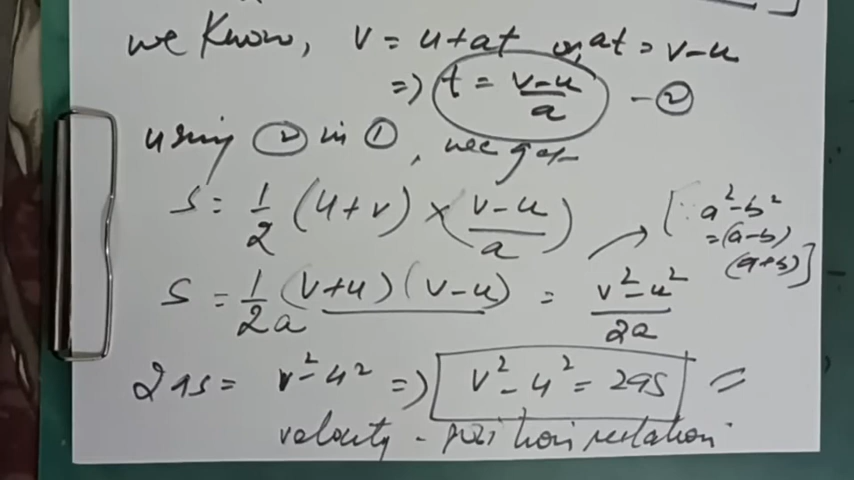 we know, v = u+at or, at = v-u
=> t = v-u/a - ②
using ② in ①, we get
S = 1/2 (u+v) × (v-u/a)
[∵ a²-b² = (a-b) (a+b)]
S = 1/2a (v+u) (v-u) = v²-u²/2a
2as = v²-u² => v²-u² = 2as
velocity - position relation